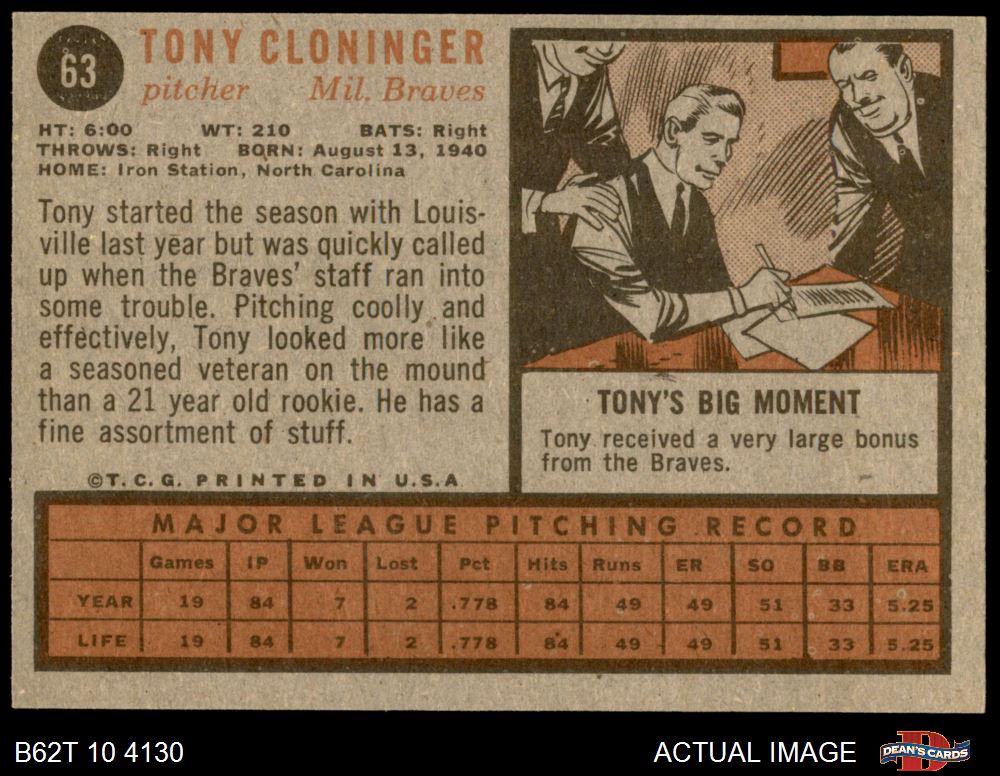 63
TONY CLONINGER
pitcher Mil. Braves
HT: 6:00 WT: 210 BATS: Right
THROWS: Right BORN: August 13, 1940
HOME: Iron Station, North Carolina
Tony started the season with Louis-
ville last year but was quickly called
up when the Braves' staff ran into
some trouble. Pitching coolly and
effectively, Tony looked more like
a seasoned veteran on the mound
than a 21 year old rookie. He has a
fine assortment of stuff.
©T.C.G. PRINTED IN U.S.A
TONY'S BIG MOMENT
Tony received a very large bonus
from the Braves.
MAJOR LEAGUE PITCHING RECORD
Games IP Won Lost Pct Hits Runs ER SO BB ERA
YEAR 19 84 7 2 .778 84 49 49 51 33 5.25
LIFE 19 84 7 2 .778 84 49 49 51 33 5.25
B62T 10 4130 ACTUAL IMAGE DEAN'S CARDS